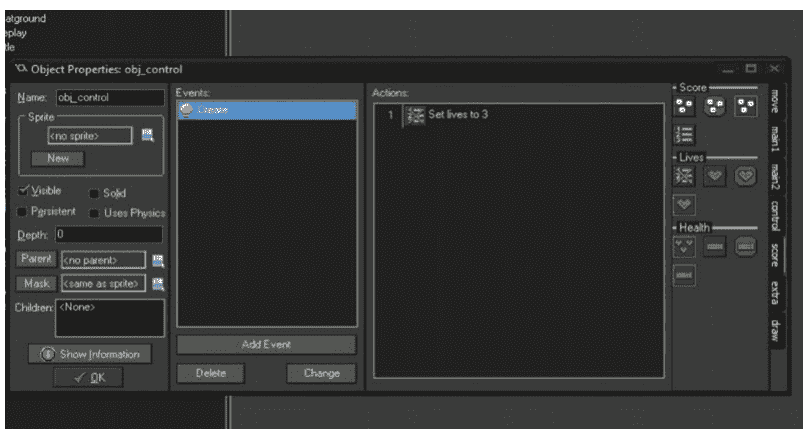 atground
eplay
tle
Object Properties: obj_control
Name: obj_control
Sprite
<no sprite>
New
Visible
Solid
Persistent
Uses Physics
Depth: 0
Parent <no parent>
Mask <same as sprite>
Children: <None>
Show Information
OK
Events:
Create
Add Event
Delete
Change
Actions:
1 Set lives to 3
Score
Lives
Health
move
main1
main2
control
score
extra
draw